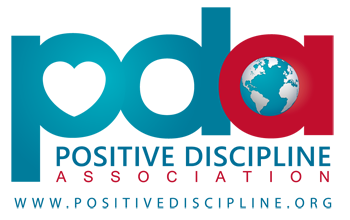 pda
POSITIVE DISCIPLINE
ASSOCIATION
WWW.POSITIVEDISCIPLINE.ORG